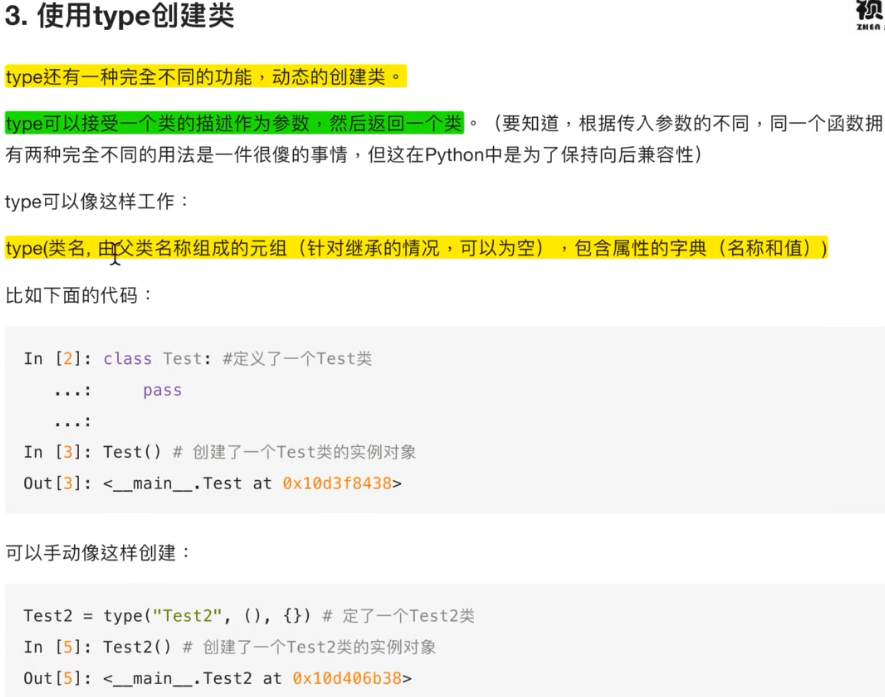 3. 使用type创建类
视
ZHEN
type还有一种完全不同的功能，动态的创建类。
type可以接受一个类的描述作为参数，然后返回一个类。（要知道，根据传入参数的不同，同一个函数拥
有两种完全不同的用法是一件很傻的事情，但这在Python中是为了保持向后兼容性）
type可以像这样工作：
type(类名, 由父类名称组成的元组（针对继承的情况，可以为空），包含属性的字典（名称和值）)
比如下面的代码：
In [2]: class Test: #定义了一个Test类
...:     pass
...:
In [3]: Test() # 创建了一个Test类的实例对象
Out[3]: <__main__.Test at 0x10d3f8438>
可以手动像这样创建：
Test2 = type("Test2", (), {}) # 定了一个Test2类
In [5]: Test2() # 创建了一个Test2类的实例对象
Out[5]: <__main__.Test2 at 0x10d406b38>